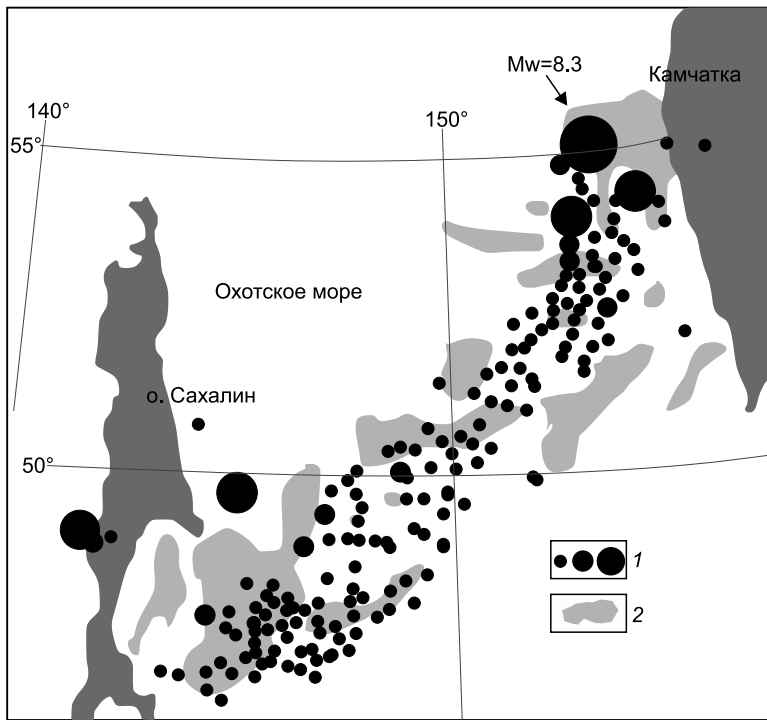 Mw=8.3
Камчатка
140°
150°
55°
Охотское море
о. Сахалин
50°
1
2